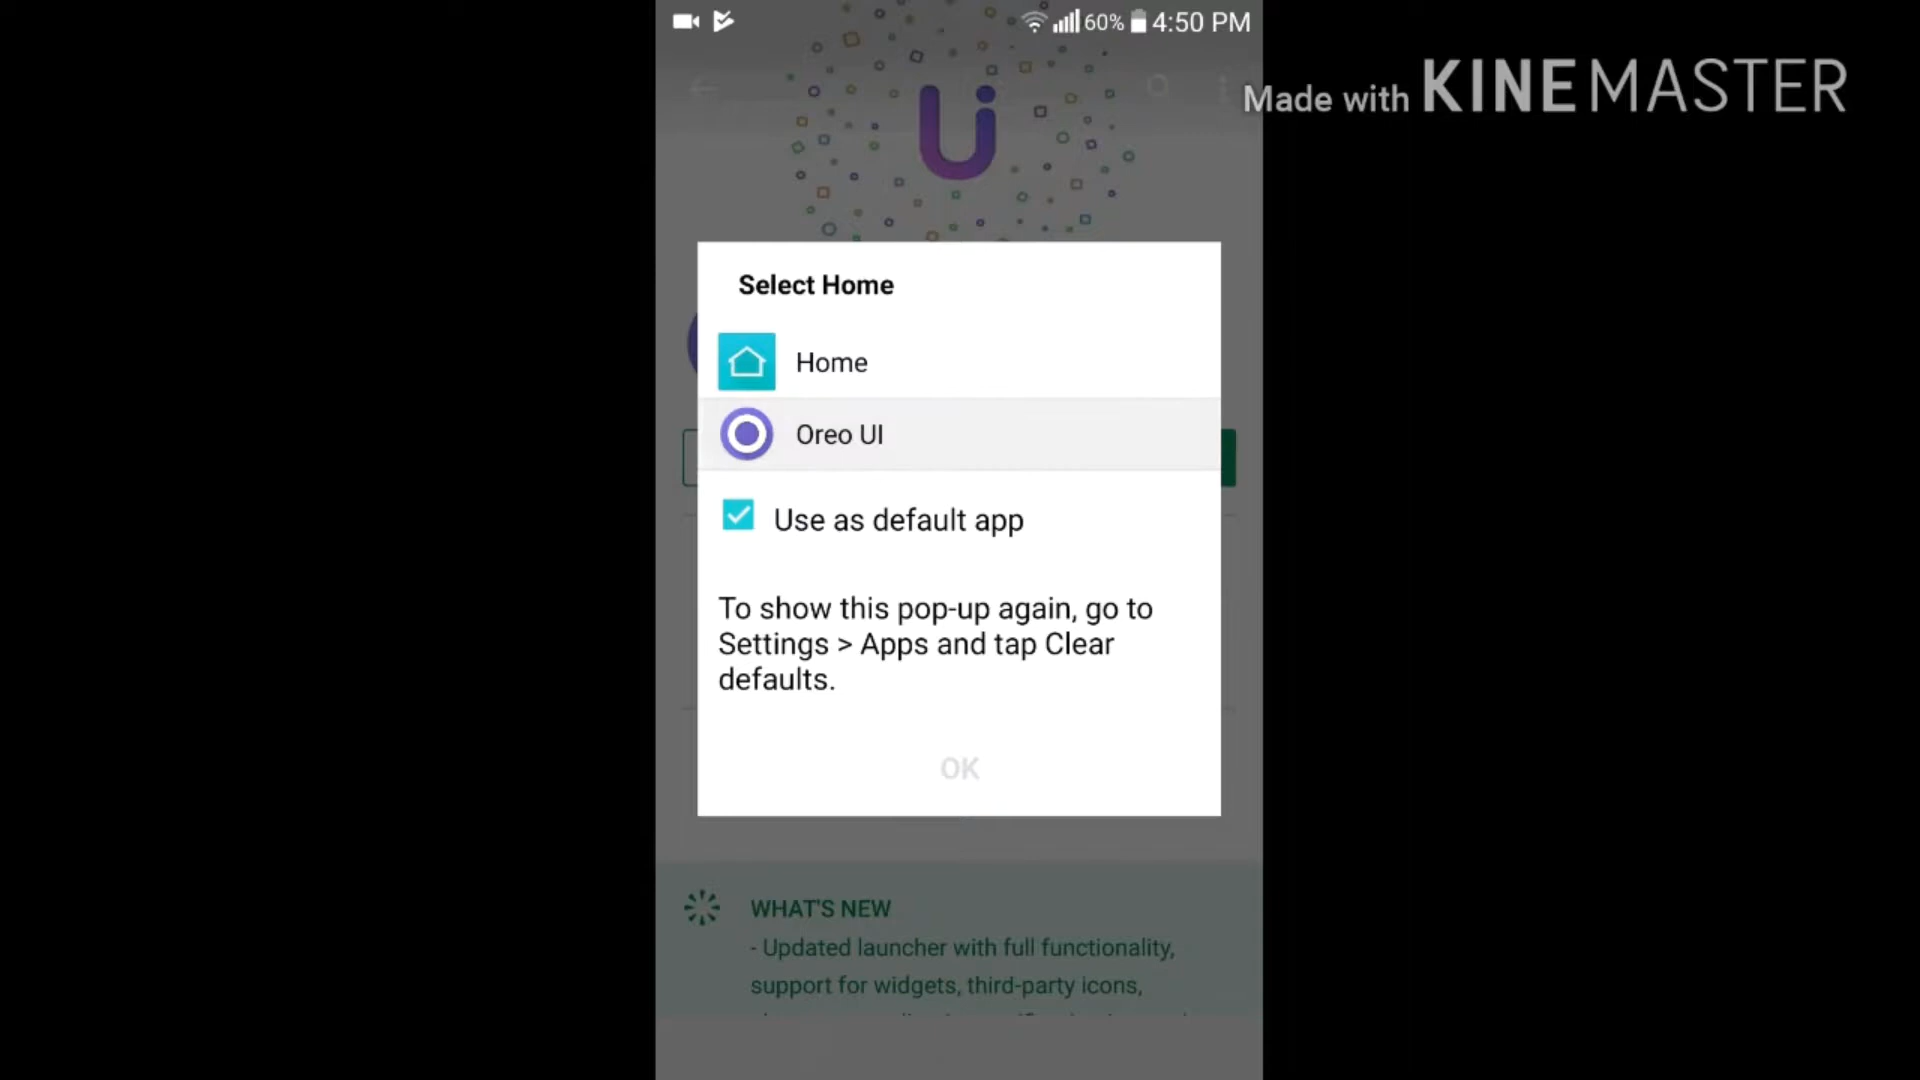 60% 4:50 PM
Made with KINEMASTER
Ui
Select Home
Home
Oreo UI
Use as default app
To show this pop-up again, go to
Settings > Apps and tap Clear
defaults.
OK
WHAT'S NEW
- Updated launcher with full functionality,
support for widgets, third-party icons,